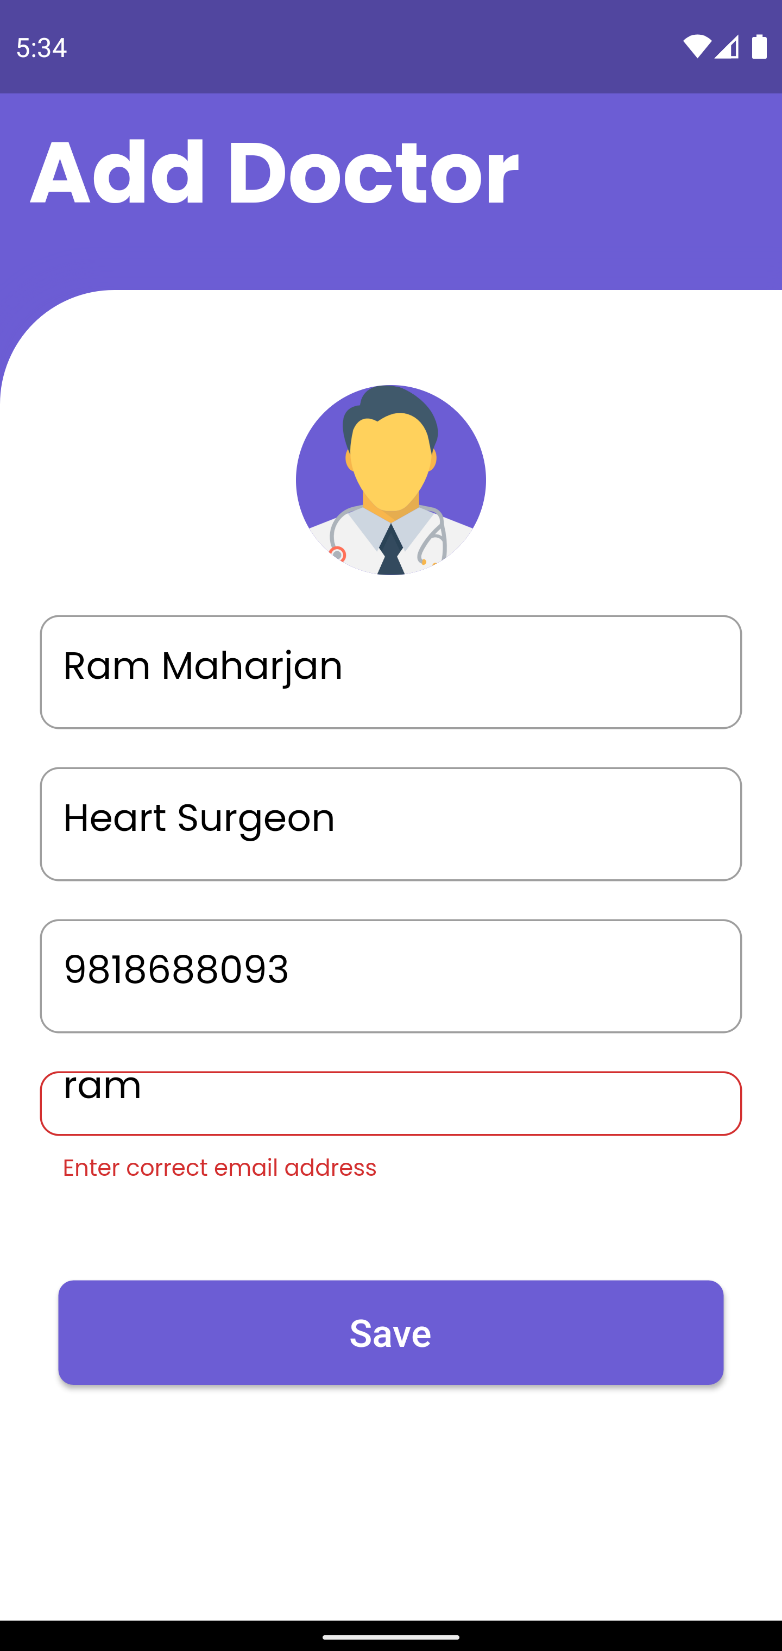 5:34
Add Doctor
Ram Maharjan
Heart Surgeon
9818688093
ram
Enter correct email address
Save